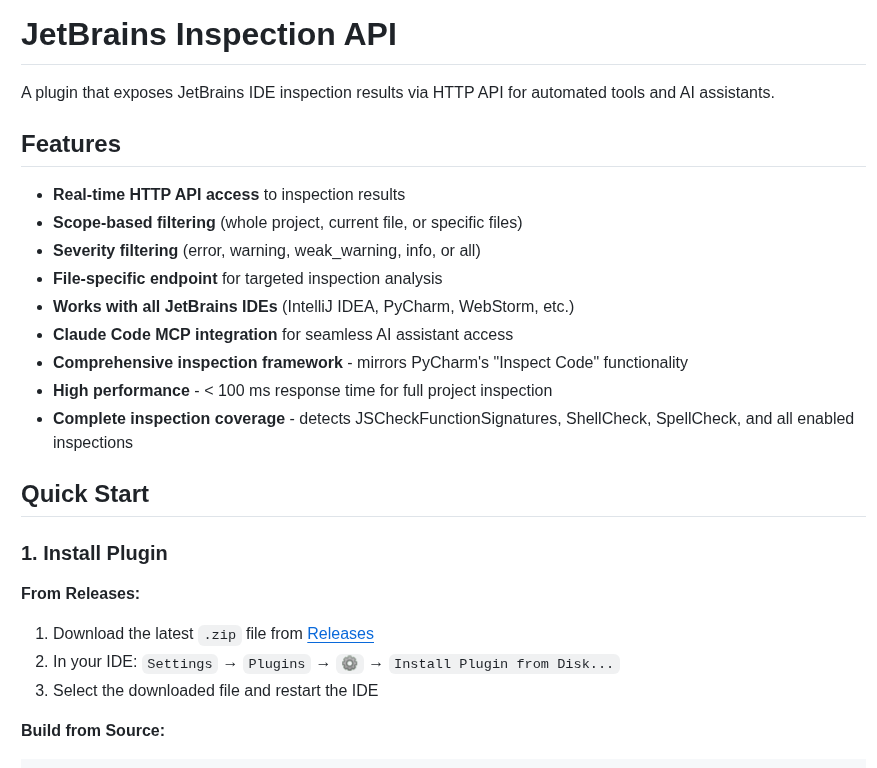 JetBrains Inspection API
A plugin that exposes JetBrains IDE inspection results via HTTP API for automated tools and AI assistants.
Features
• Real-time HTTP API access to inspection results
• Scope-based filtering (whole project, current file, or specific files)
• Severity filtering (error, warning, weak_warning, info, or all)
• File-specific endpoint for targeted inspection analysis
• Works with all JetBrains IDEs (IntelliJ IDEA, PyCharm, WebStorm, etc.)
• Claude Code MCP integration for seamless AI assistant access
• Comprehensive inspection framework - mirrors PyCharm's "Inspect Code" functionality
• High performance - < 100 ms response time for full project inspection
• Complete inspection coverage - detects JSCheckFunctionSignatures, ShellCheck, SpellCheck, and all enabled
inspections
Quick Start
1. Install Plugin
From Releases:
1. Download the latest .zip file from Releases
2. In your IDE: Settings → Plugins → ⚙ → Install Plugin from Disk...
3. Select the downloaded file and restart the IDE
Build from Source: